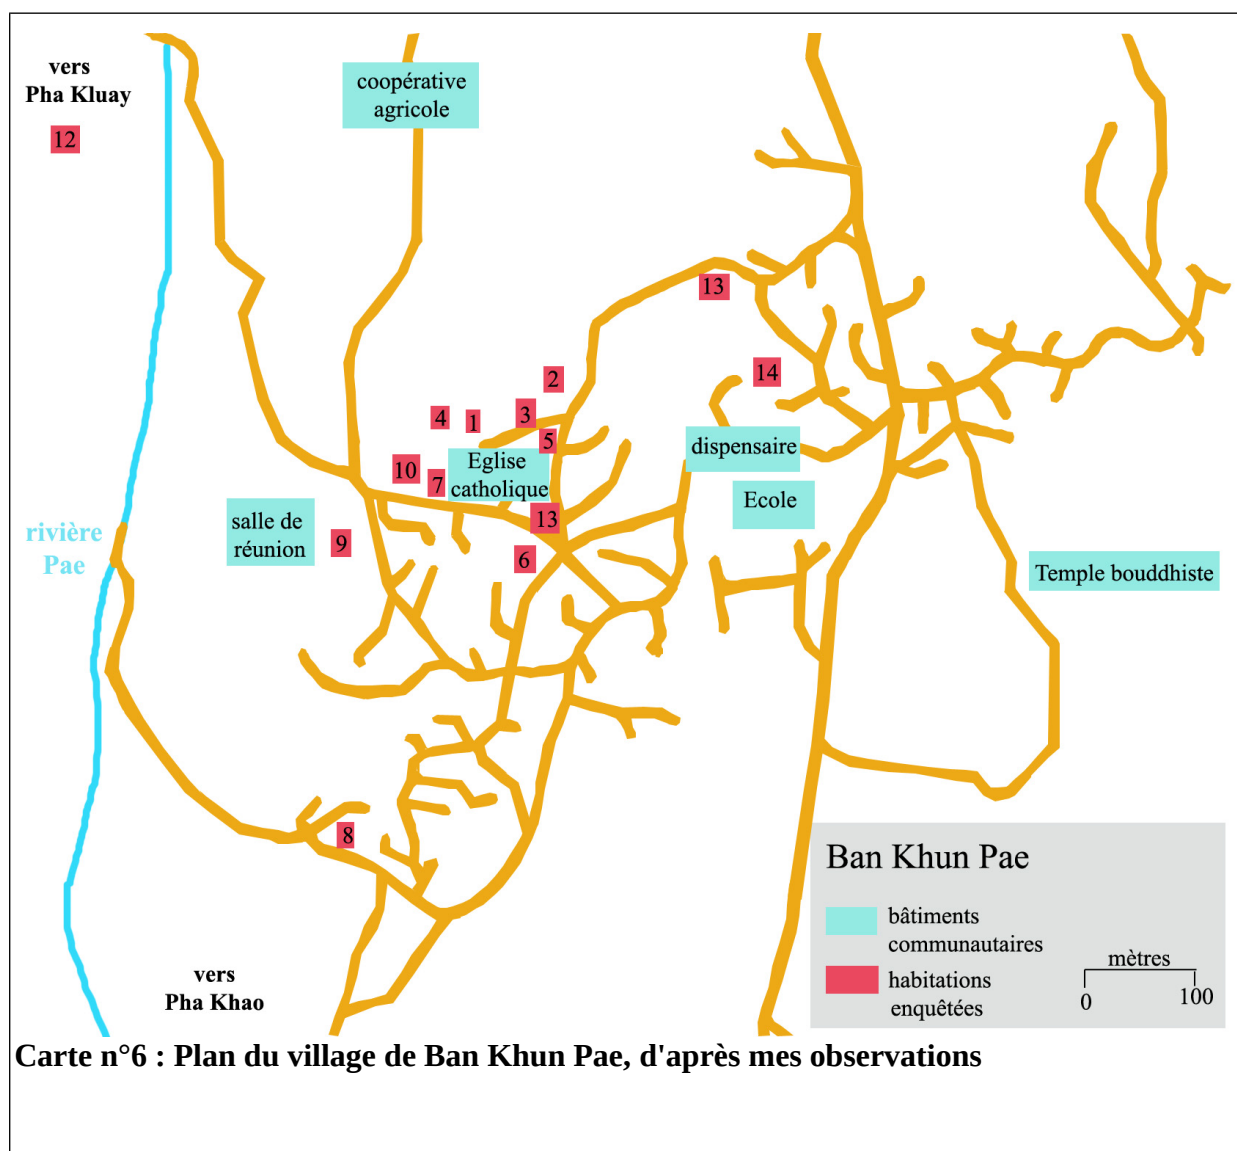 vers
Pha Kluay
12
coopérative
agricole
13
2
14
4
1
3
5
10
7
Eglise
catholique
dispensaire
Ecole
salle de
réunion
9
13
6
rivière
Pae
Temple bouddhiste
8
vers
Pha Khao
Ban Khun Pae
bâtiments
communautaires
habitations
enquêtées
mètres
0
100
Carte n°6 : Plan du village de Ban Khun Pae, d'après mes observations